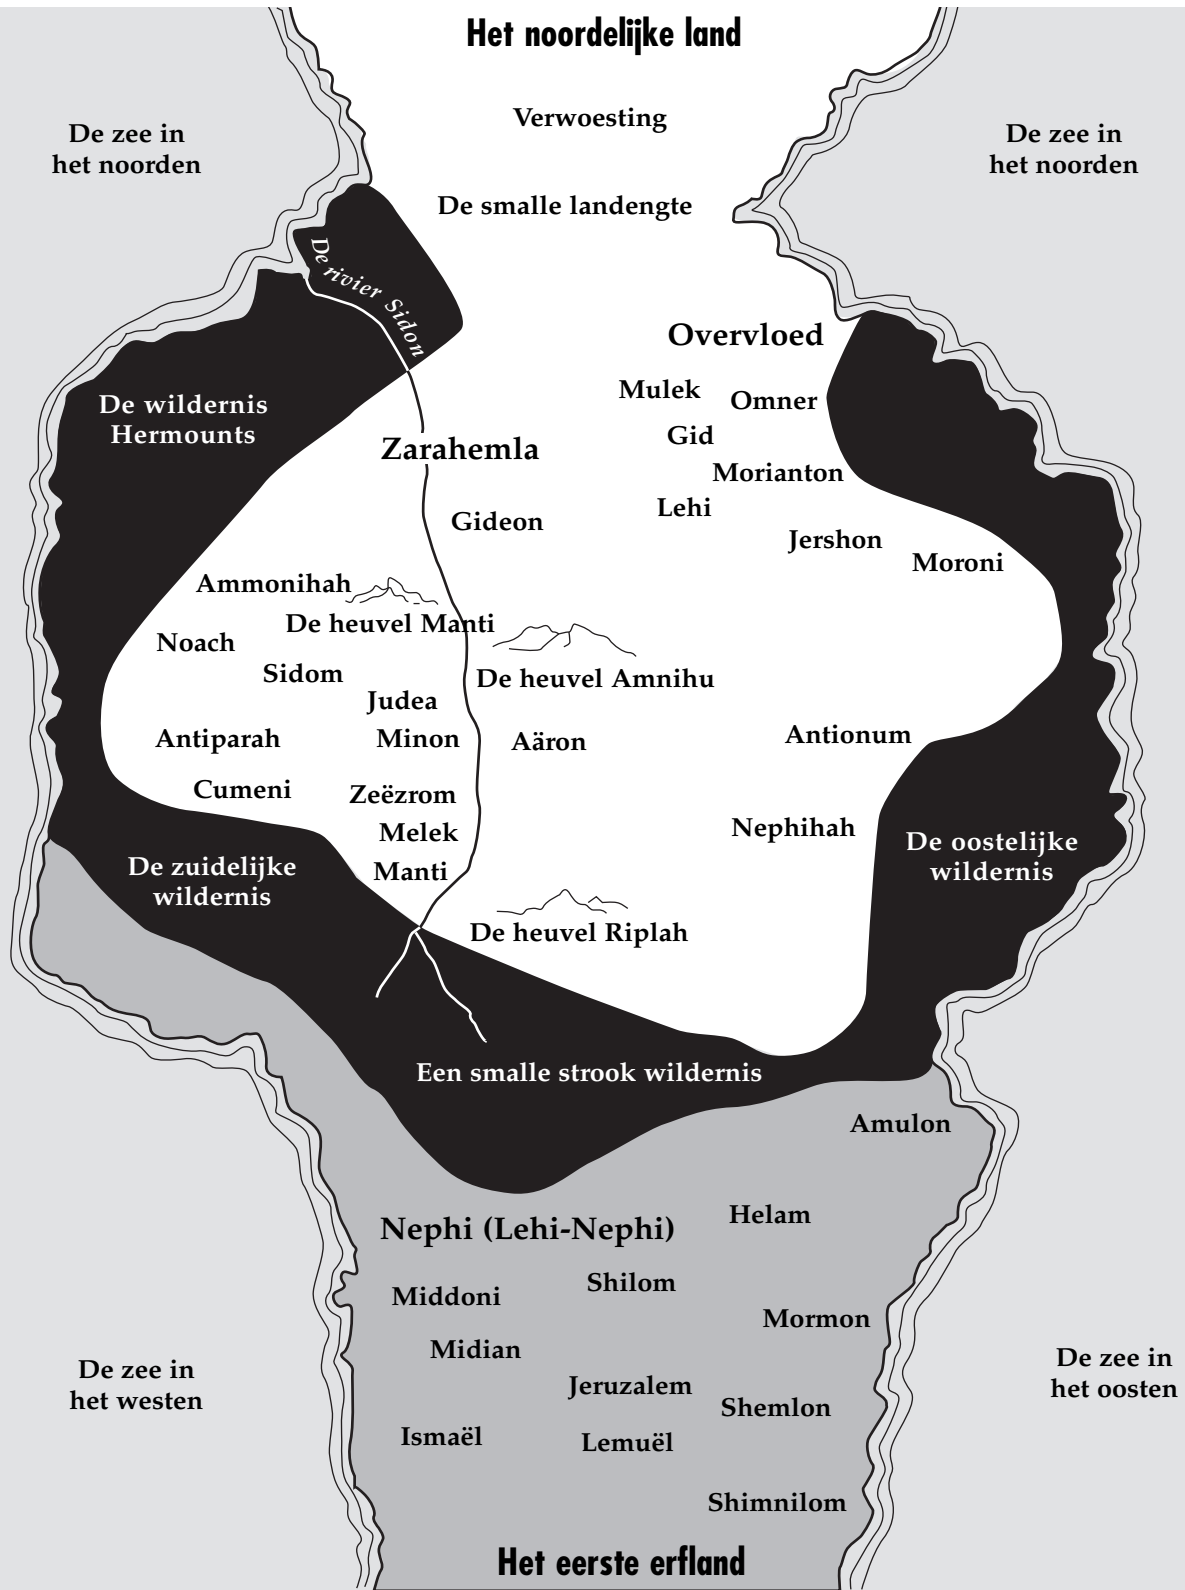 Het noordelijke land
Verwoesting
De zee in
het noorden
De zee in
het noorden
De smalle landengte
De rivier Sidon
Overvloed
Mulek
Omner
De wildernis
Hermounts
Gid
Zarahemla
Morianton
Lehi
Gideon
Jershon
Moroni
Ammonihah
De heuvel Manti
Noach
Sidom
De heuvel Amnihu
Judea
Antiparah
Minon
Aäron
Antionum
Cumeni
Zeëzrom
Nephihah
Melek
De oostelijke
wildernis
De zuidelijke
wildernis
Manti
De heuvel Riplah
Een smalle strook wildernis
Amulon
Helam
Nephi (Lehi-Nephi)
Shilom
Middoni
Mormon
Midian
De zee in
het westen
De zee in
het oosten
Jeruzalem
Shemlon
Ismaël
Lemuël
Shimnilom
Het eerste erfland